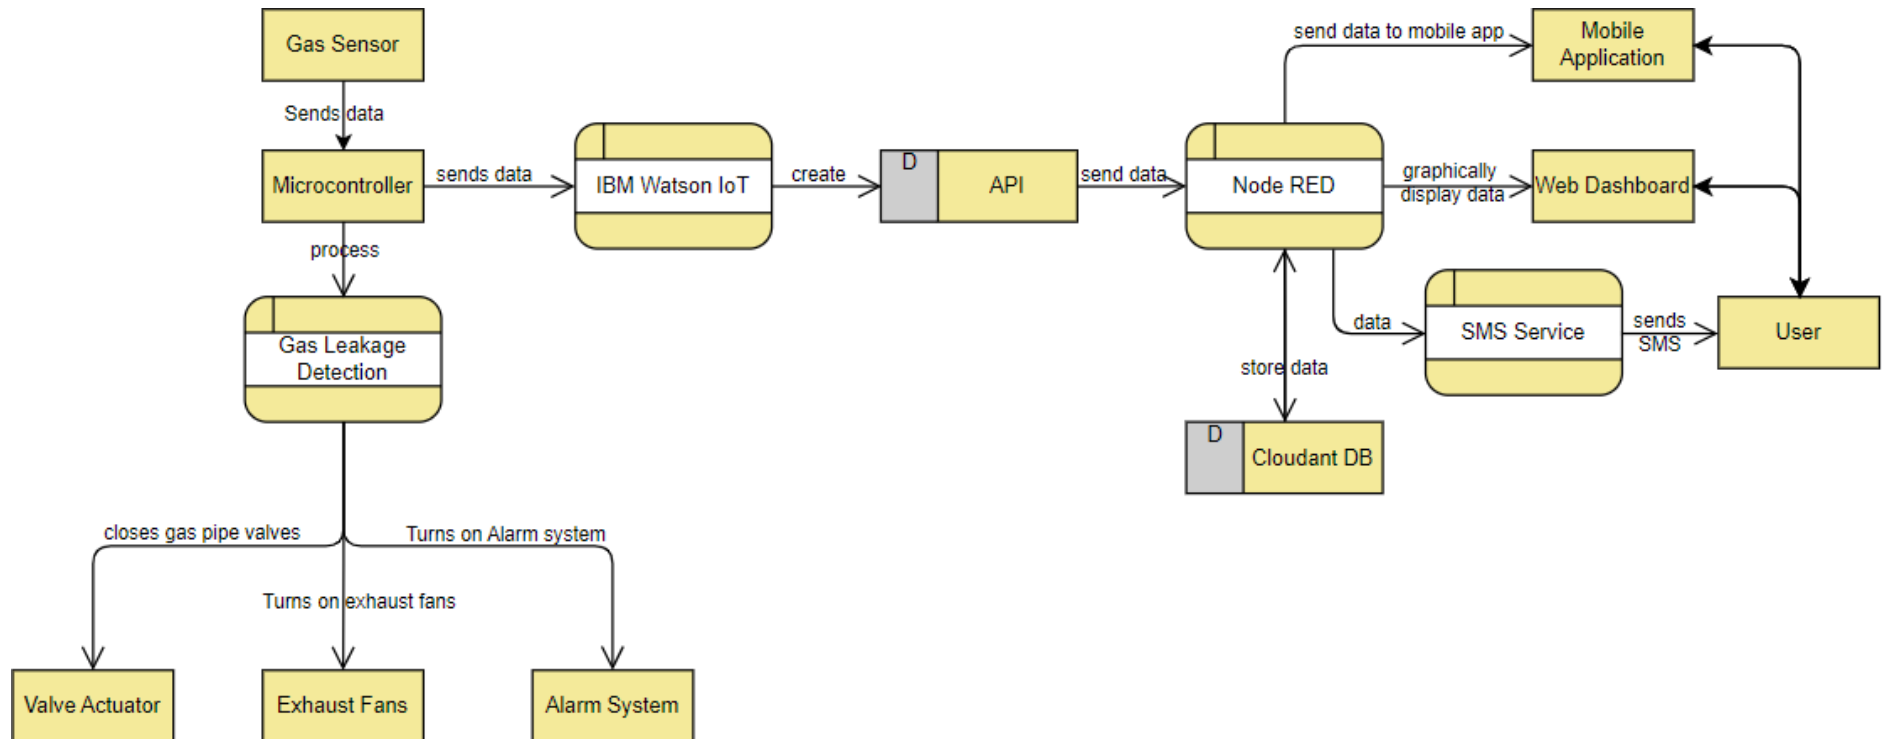 Gas Sensor
send data to mobile app
Mobile
Application
Sends data
D
Microcontroller
sends data
IBM Watson IoT
create
API
send data
Node RED
graphically
display data
Web Dashboard
process
Gas Leakage
Detection
data
SMS Service
sends
SMS
User
store data
D
Cloudant DB
closes gas pipe valves
Turns on Alarm system
Turns on exhaust fans
Valve Actuator
Exhaust Fans
Alarm System